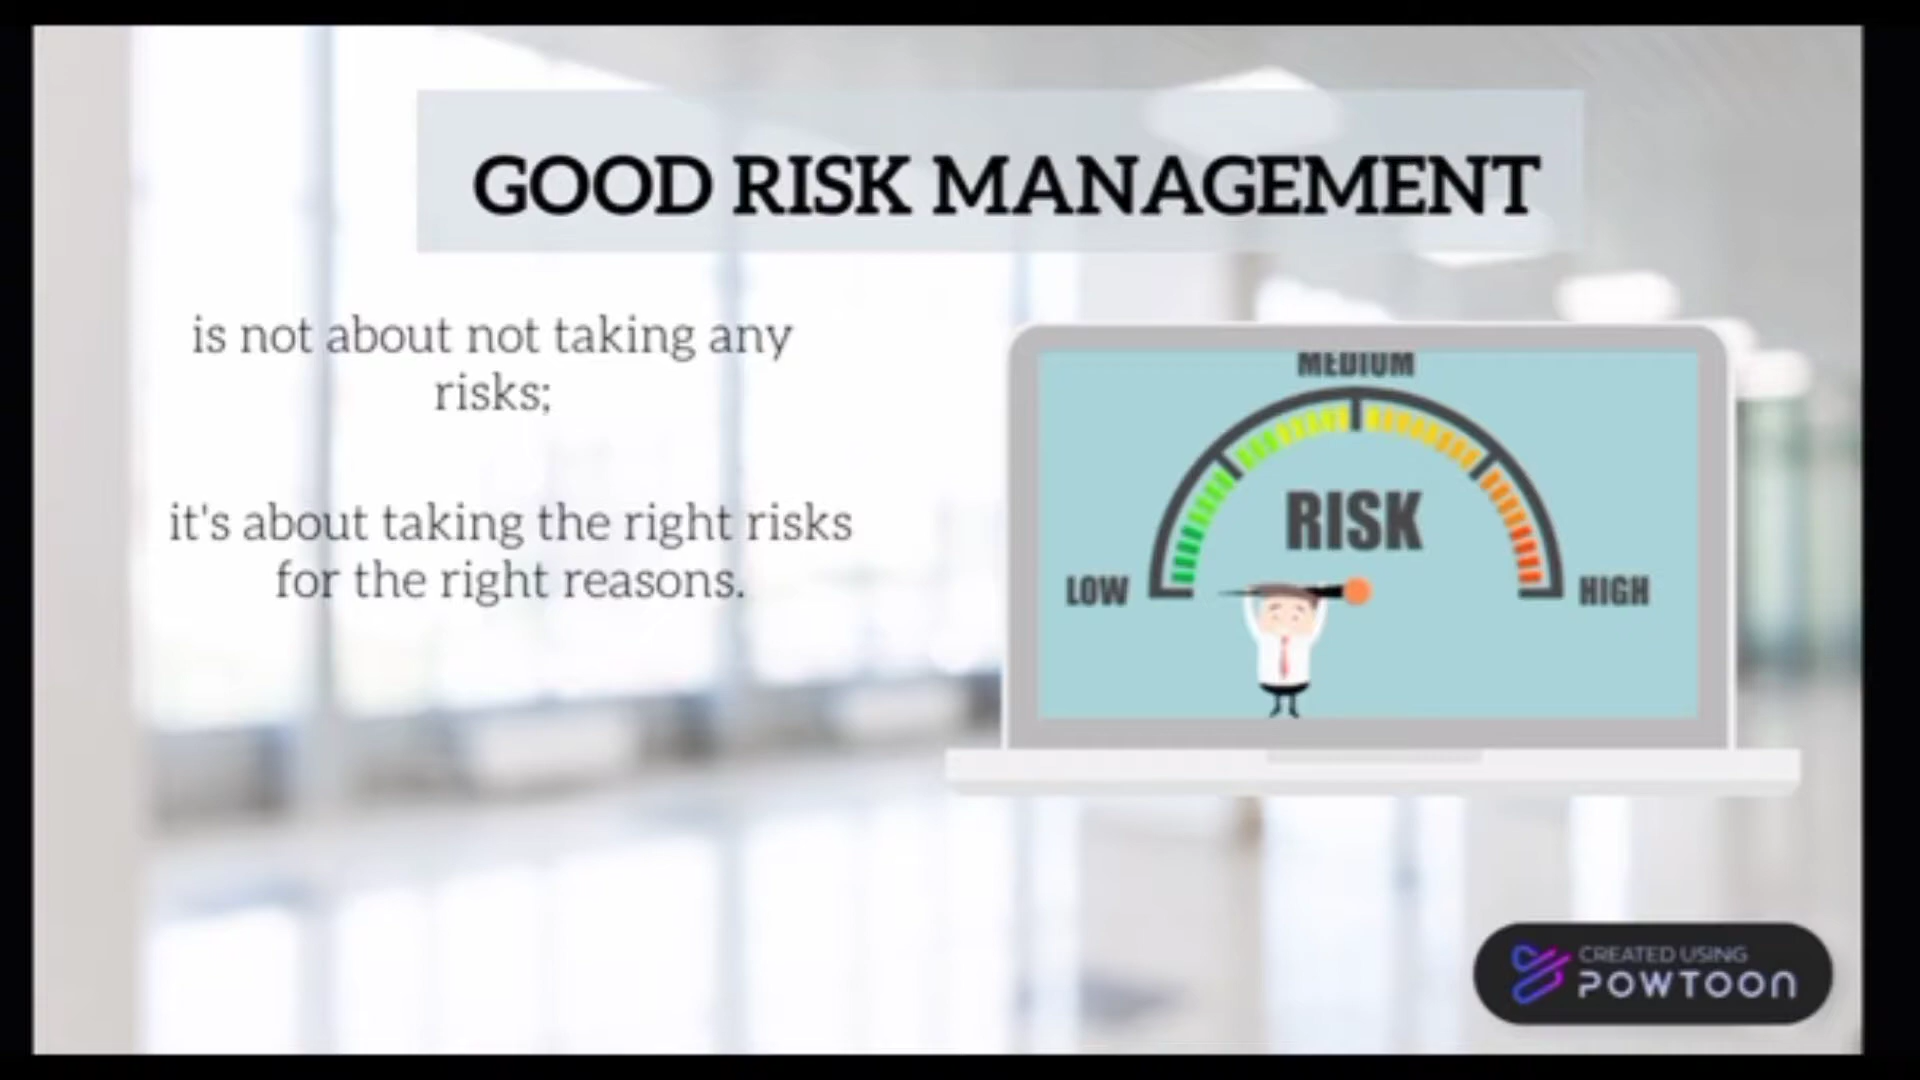 GOOD RISK MANAGEMENT
is not about not taking any
risks;
it's about taking the right risks
for the right reasons.
MEDIUM
RISK
LOW
HIGH
CREATED USING
POWTOON